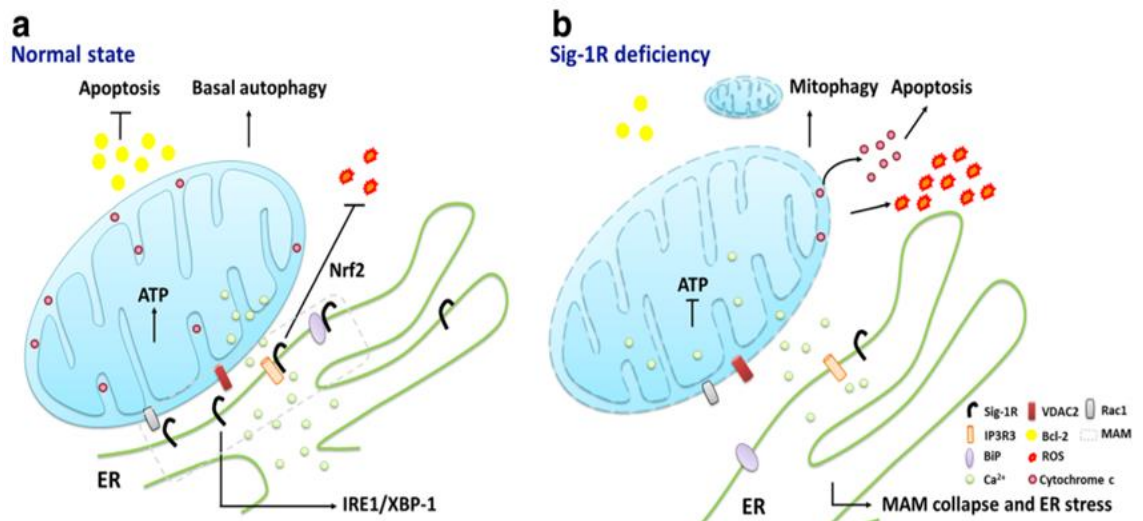 a
Normal state
Apoptosis
Basal autophagy
Nrf2
ATP
ER
IRE1/XBP-1
b
Sig-1R deficiency
Mitophagy
Apoptosis
ATP
ER
MAM collapse and ER stress
Sig-1R
VDAC2
Rac1
IP3R3
Bcl-2
MAM
BiP
ROS
Ca²⁺
Cytochrome c